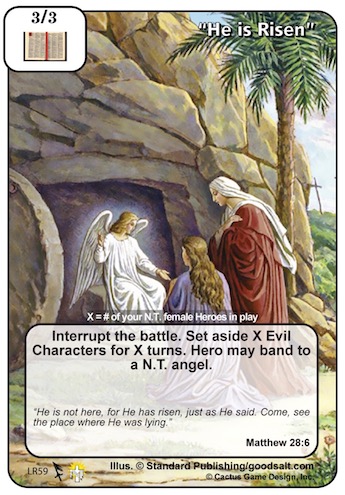 3/3
"He is Risen"
X = # of your N.T. female Heroes in play
Interrupt the battle. Set aside X Evil
Characters for X turns. Hero may band to
a N.T. angel.
"He is not here, for He has risen, just as He said. Come, see
the place where He was lying."
Matthew 28:6
LR59
Illus. © Standard Publishing/goodsalt.com
© Cactus Game Design, Inc.